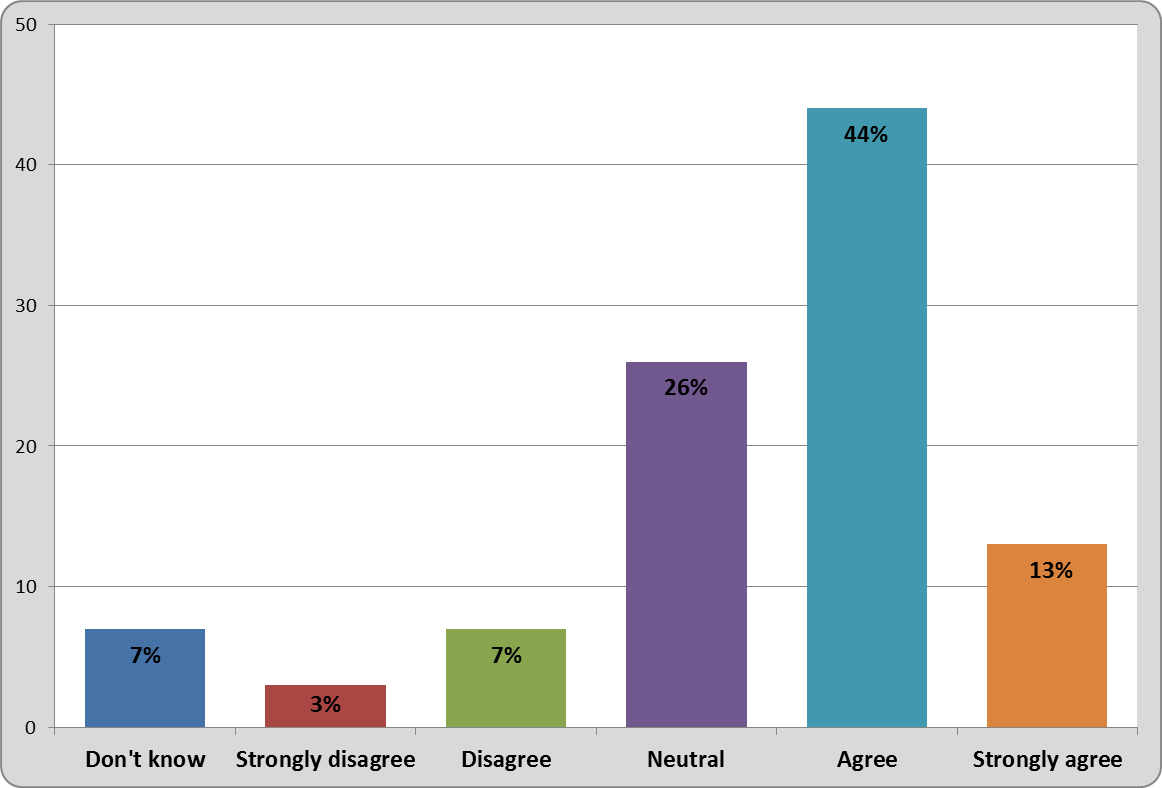 50
40
30
20
10
0
7%
3%
7%
26%
44%
13%
Don't know
Strongly disagree
Disagree
Neutral
Agree
Strongly agree